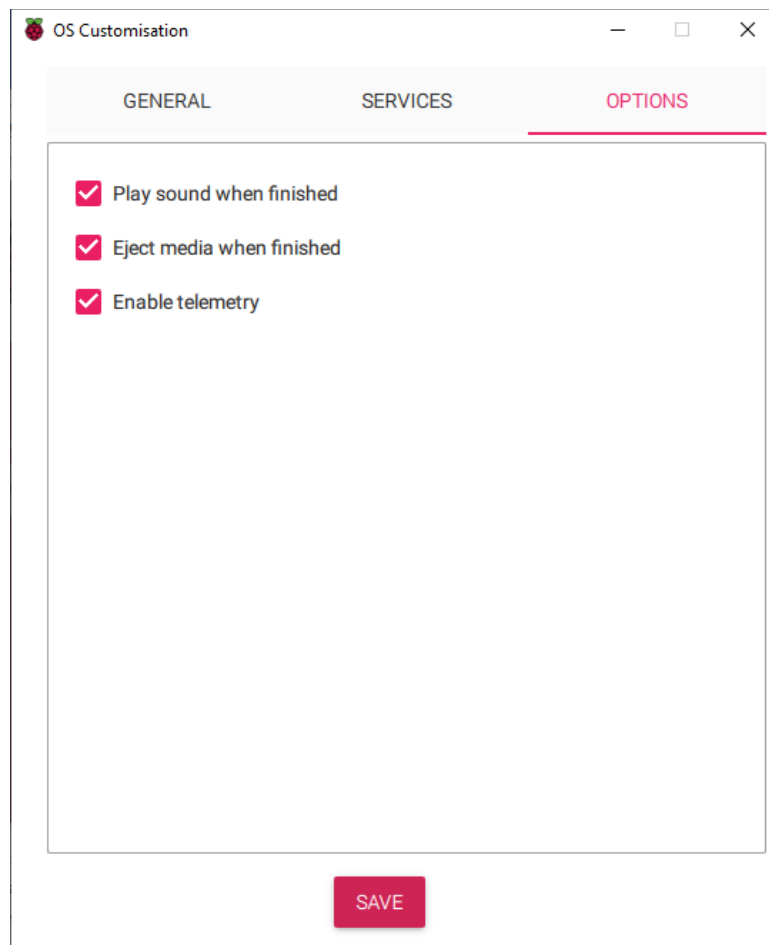 OS Customisation
GENERAL SERVICES OPTIONS
Play sound when finished
Eject media when finished
Enable telemetry
SAVE